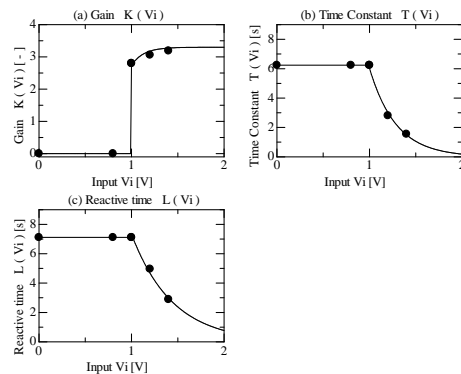 (a) Gain K ( Vi )
Gain K ( Vi ) [ - ]
4
3
2
1
0
0 1 2
Input Vi [V]
(b) Time Constant T ( Vi )
Time Constant T ( Vi ) [s]
8
6
4
2
0
0 1 2
Input Vi [V]
(c) Reactive time L ( Vi )
Reactive time L ( Vi ) [s]
8
6
4
2
0
0 1 2
Input Vi [V]